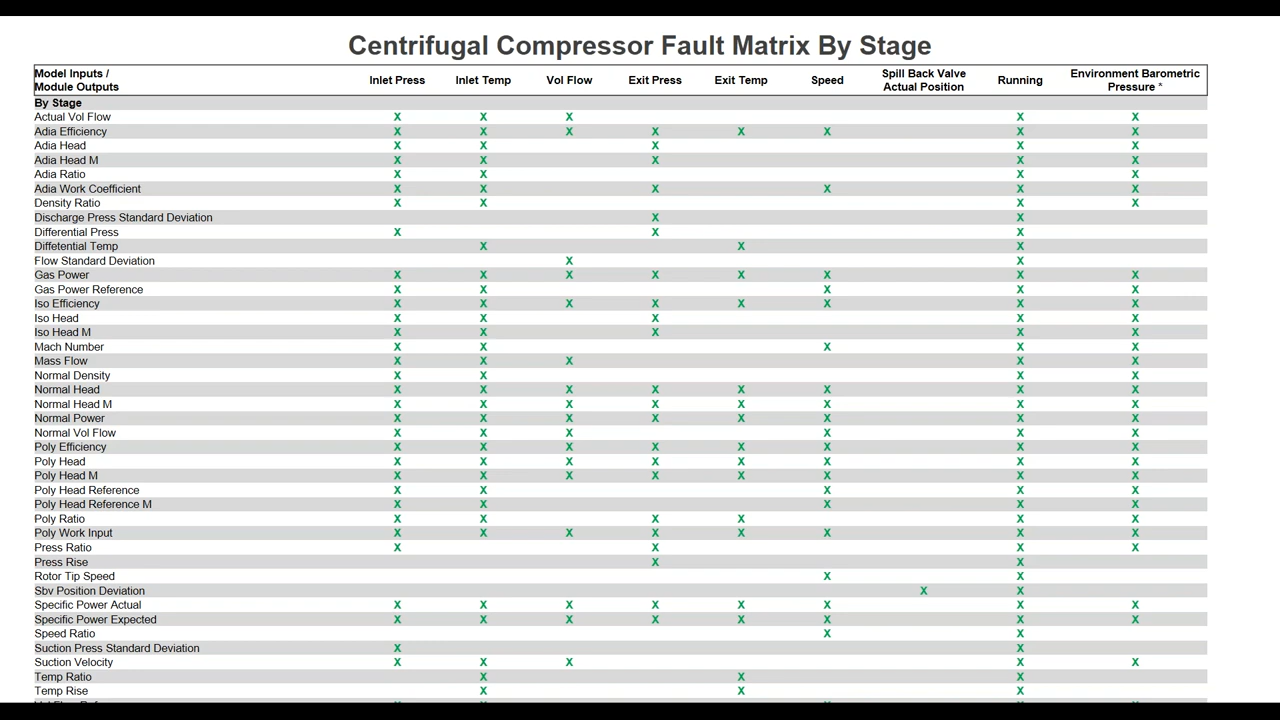 Centrifugal Compressor Fault Matrix By Stage
Model Inputs / Module Outputs Inlet Press Inlet Temp Vol Flow Exit Press Exit Temp Speed Spill Back Valve Actual Position Running Environment Barometric Pressure *
By Stage
Actual Vol Flow X X X X X
Adia Efficiency X X X X X X X X
Adia Head X X X X X
Adia Head M X X X X X
Adia Ratio X X X X
Adia Work Coefficient X X X X X X
Density Ratio X X X X
Discharge Press Standard Deviation X X
Differential Press X X X
Diffetential Temp X X X
Flow Standard Deviation X X
Gas Power X X X X X X X X
Gas Power Reference X X X X X
Iso Efficiency X X X X X X X X
Iso Head X X X X X
Iso Head M X X X X X
Mach Number X X X X X
Mass Flow X X X X X
Normal Density X X X X
Normal Head X X X X X X X X
Normal Head M X X X X X X X X
Normal Power X X X X X X X X
Normal Vol Flow X X X X X X
Poly Efficiency X X X X X X X X
Poly Head X X X X X X X X
Poly Head M X X X X X X X X
Poly Head Reference X X X X X
Poly Head Reference M X X X X X
Poly Ratio X X X X X X
Poly Work Input X X X X X X X X
Press Ratio X X X X
Press Rise X X
Rotor Tip Speed X X
Sbv Position Deviation X X
Specific Power Actual X X X X X X X X
Specific Power Expected X X X X X X X X
Speed Ratio X X
Suction Press Standard Deviation X X
Suction Velocity X X X X X
Temp Ratio X X X
Temp Rise X X X